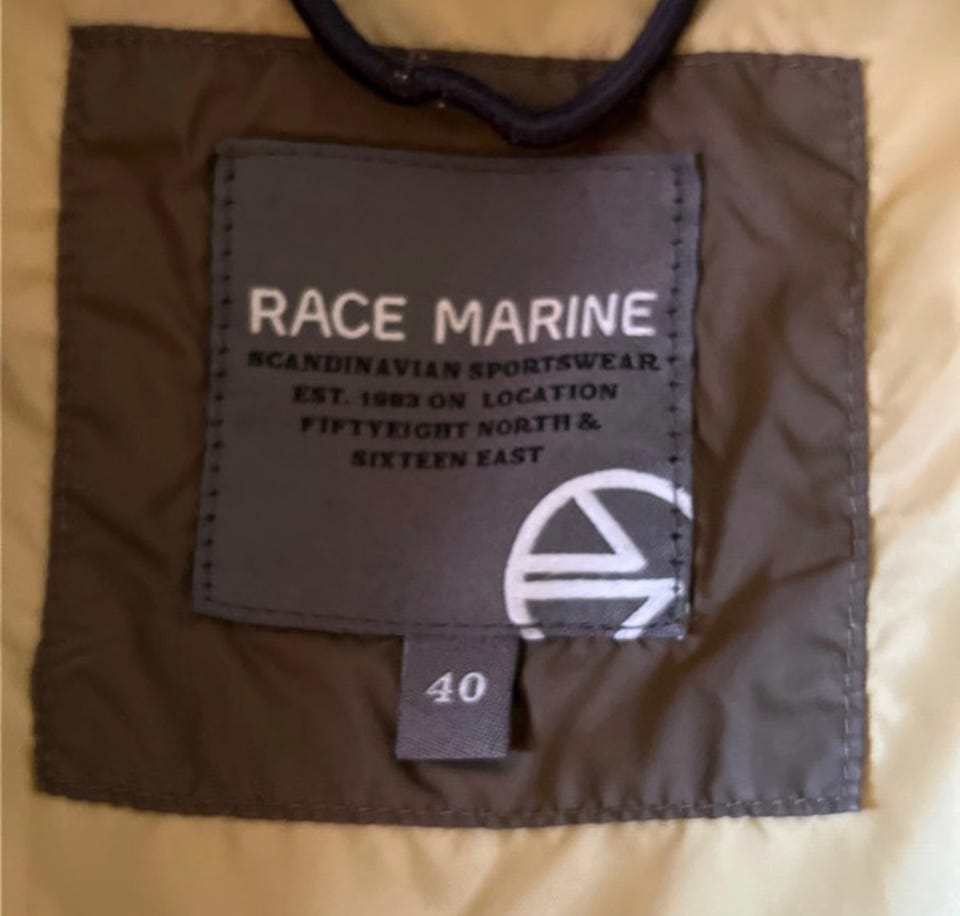 RACE MARINE
SCANDINAVIAN SPORTSWEAR
EST. 1983 ON LOCATION
FIFTYEIGHT NORTH &
SIXTEEN EAST
40